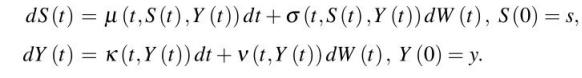 dS(t) = μ(t,S(t),Y(t))dt + σ(t,S(t),Y(t))dW(t), S(0) = s,
dY(t) = κ(t,Y(t))dt + ν(t,Y(t))dW(t), Y(0) = y.